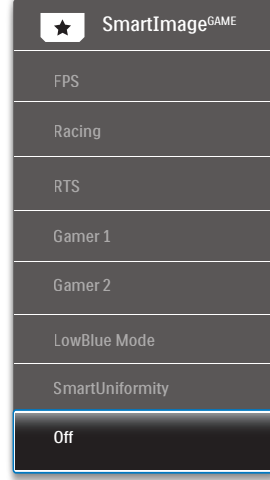 SmartImageGAME
FPS
Racing
RTS
Gamer 1
Gamer 2
LowBlue Mode
SmartUniformity
Off